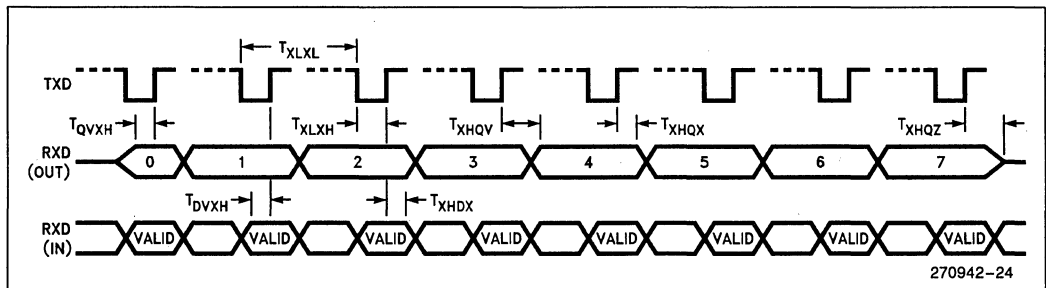 T_XLXL
TXD
T_QVXH T_XLXH T_XHQV T_XHQX T_XHQZ
RXD (OUT) 0 1 2 3 4 5 6 7
T_DVXH T_XHDX
RXD (IN) VALID VALID VALID VALID VALID VALID VALID VALID
270942-24